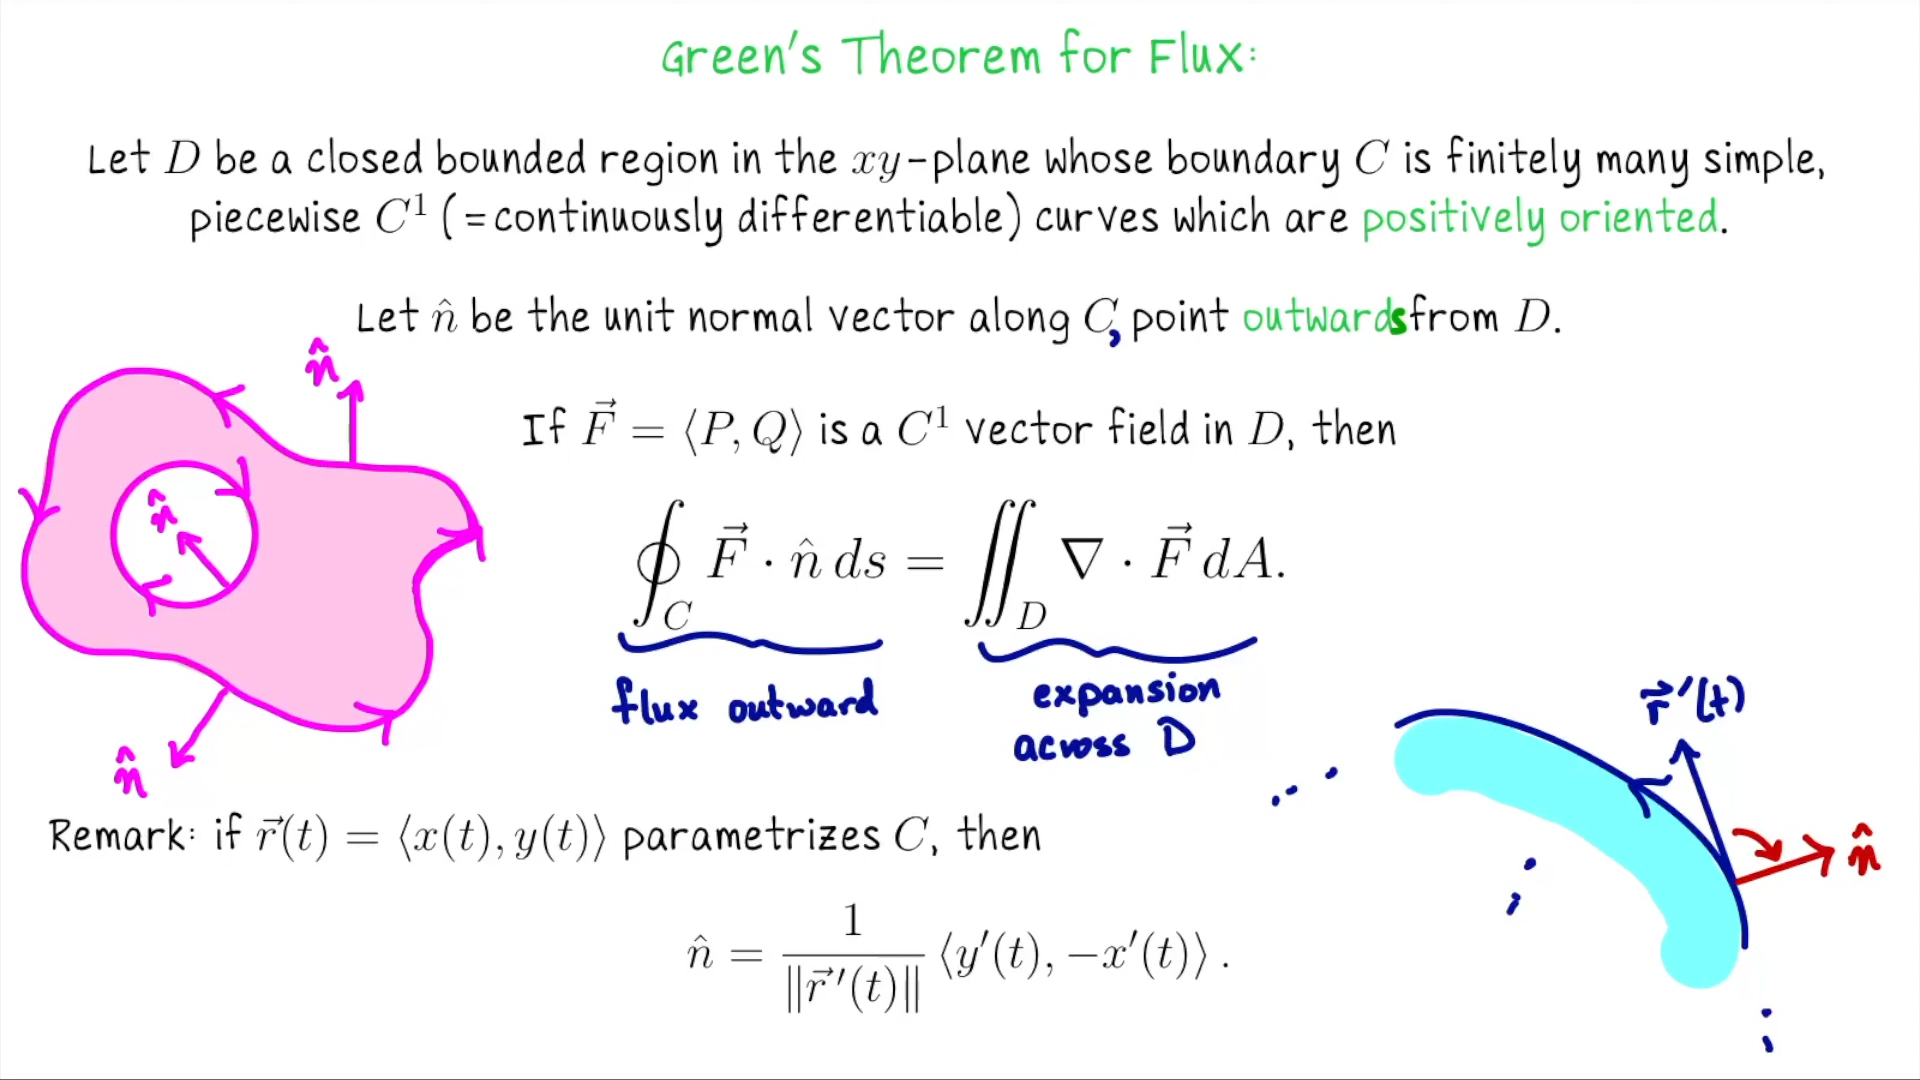 Green's Theorem for Flux:
Let D be a closed bounded region in the xy-plane whose boundary C is finitely many simple,
piecewise C¹ (=continuously differentiable) curves which are positively oriented.
Let n̂ be the unit normal vector along C, point outwards from D.
n̂
If F⃗ = ⟨P, Q⟩ is a C¹ vector field in D, then
n̂
∮_C F⃗ · n̂ ds = ∬_D ∇ · F⃗ dA.
flux outward
expansion
across D
n̂
r⃗'(t)
n̂
Remark: if r⃗(t) = ⟨x(t), y(t)⟩ parametrizes C, then
n̂ = 1/‖r⃗'(t)‖ ⟨y'(t), −x'(t)⟩.